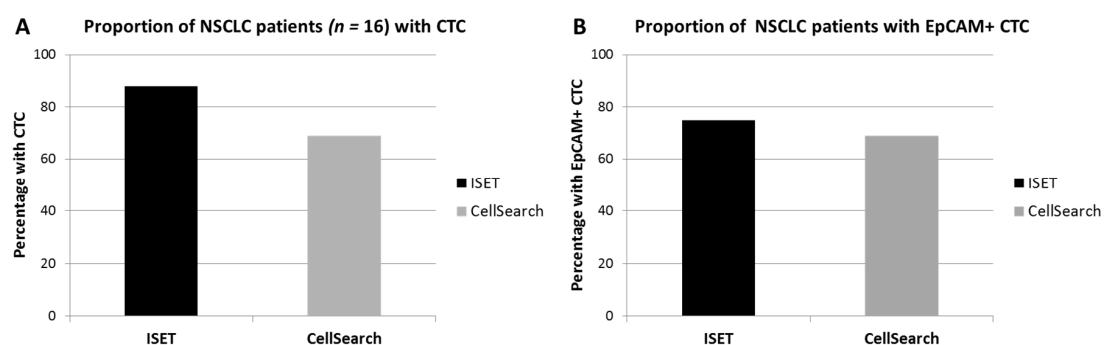 A
Proportion of NSCLC patients (n = 16) with CTC
Percentage with CTC
100
80
60
40
20
0
ISET
CellSearch
ISET
CellSearch
B
Proportion of NSCLC patients with EpCAM+ CTC
Percentage with EpCAM+ CTC
100
80
60
40
20
0
ISET
CellSearch
ISET
CellSearch